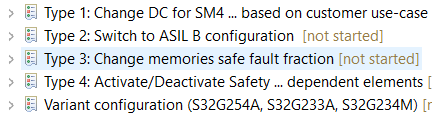 Type 1: Change DC for SM4 ... based on customer use-case
Type 2: Switch to ASIL B configuration [not started]
Type 3: Change memories safe fault fraction [not started]
Type 4: Activate/Deactivate Safety ... dependent elements [
Variant configuration (S32G254A, S32G233A, S32G234M) [